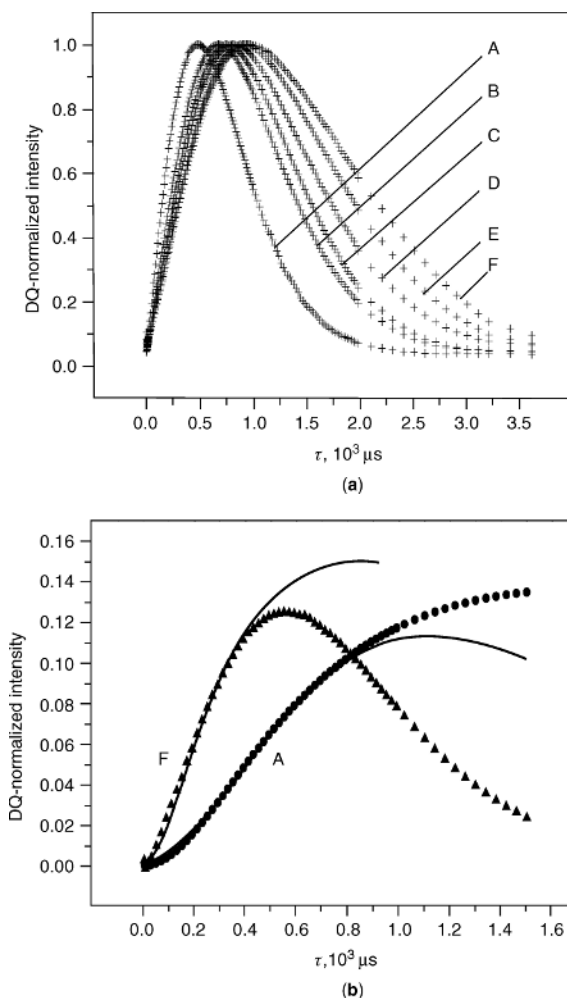 DQ-normalized intensity
1.0
0.8
0.6
0.4
0.2
0.0
A
B
C
D
E
F
0.0 0.5 1.0 1.5 2.0 2.5 3.0 3.5
τ, 10³ μs
(a)
DQ-normalized intensity
0.16
0.14
0.12
0.10
0.08
0.06
0.04
0.02
0.00
F
A
0.0 0.2 0.4 0.6 0.8 1.0 1.2 1.4 1.6
τ,10³ μs
(b)